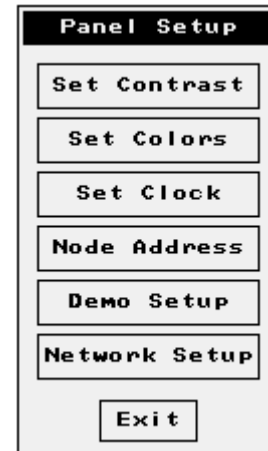 Panel Setup
Set Contrast
Set Colors
Set Clock
Node Address
Demo Setup
Network Setup
Exit